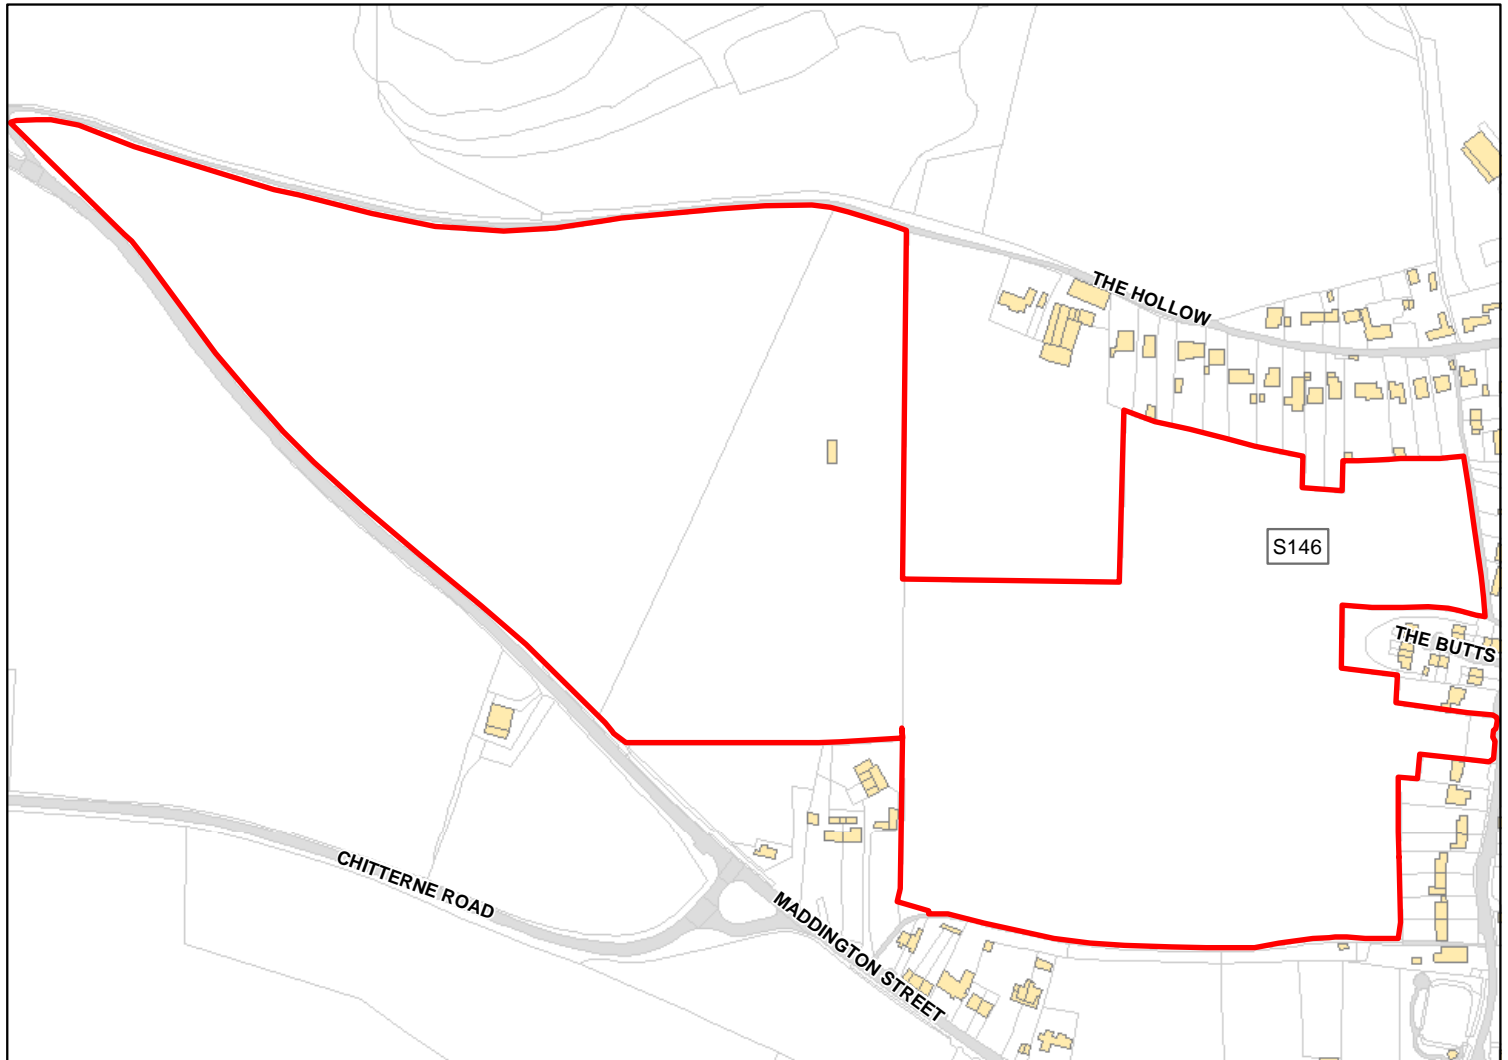 THE HOLLOW
S146
THE BUTTS
CHITTERNE ROAD
MADDINGTON STREET